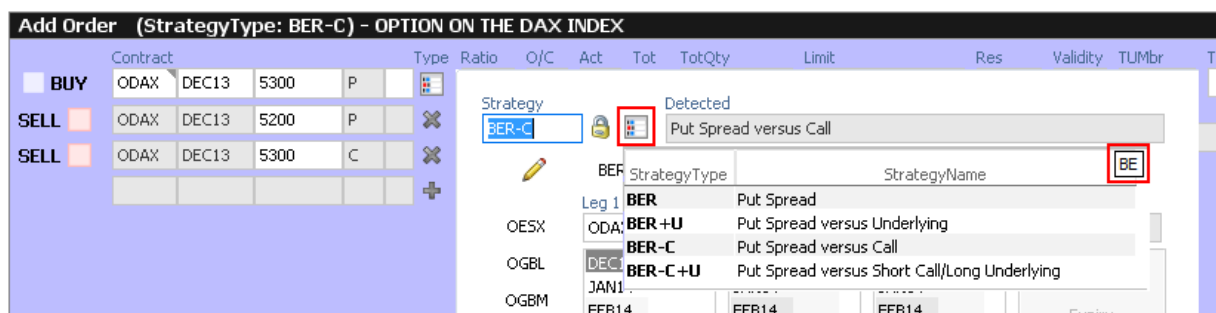 Add Order (StrategyType: BER-C) - OPTION ON THE DAX INDEX
Contract Type Ratio O/C Act Tot TotQty Limit Res Validity TUMbr
BUY ODAX DEC13 5300 P
Strategy Detected
SELL ODAX DEC13 5200 P
BER-C Put Spread versus Call
SELL ODAX DEC13 5300 C
BE
StrategyType StrategyName
BER Put Spread
Leg 1
BER+U Put Spread versus Underlying
OESX
BER-C Put Spread versus Call
OGBL
BER-C+U Put Spread versus Short Call/Long Underlying
OGBM
FEB14 FEB14 FEB14